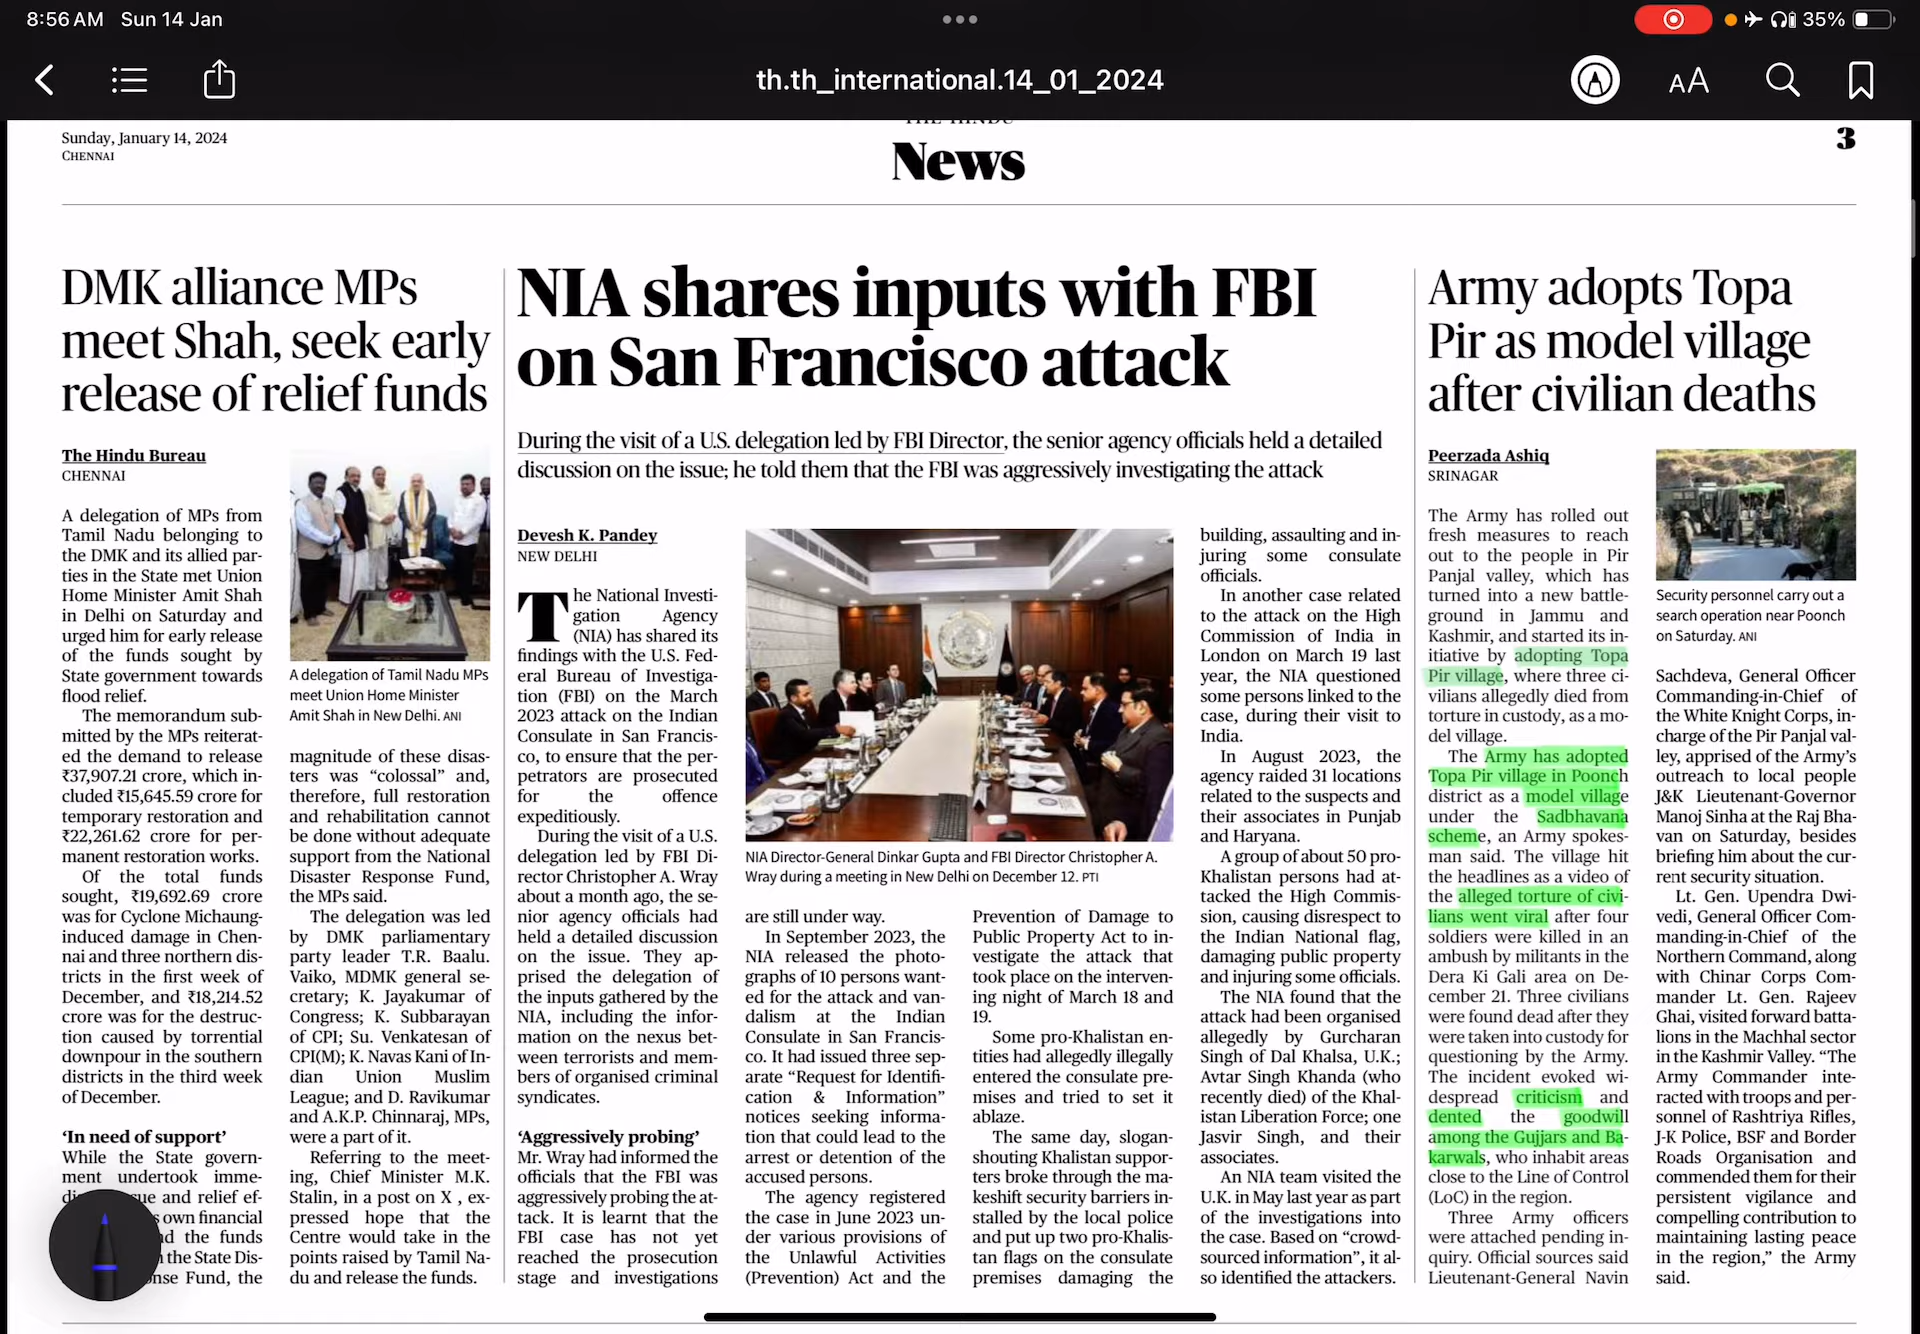 8:56 AM Sun 14 Jan
35%
th.th_international.14_01_2024
THE HINDU
Sunday, January 14, 2024
CHENNAI
News
3
DMK alliance MPs
meet Shah, seek early
release of relief funds
The Hindu Bureau
CHENNAI
A delegation of MPs from
Tamil Nadu belonging to
the DMK and its allied par-
ties in the State met Union
Home Minister Amit Shah
in Delhi on Saturday and
urged him for early release
of the funds sought by
State government towards
flood relief.
The memorandum sub-
mitted by the MPs reiterat-
ed the demand to release
₹37,907.21 crore, which in-
cluded ₹15,645.59 crore for
temporary restoration and
₹22,261.62 crore for per-
manent restoration works.
Of the total funds
sought, ₹19,692.69 crore
was for Cyclone Michaung-
induced damage in Chen-
nai and three northern dis-
tricts in the first week of
December, and ₹18,214.52
crore was for the destruc-
tion caused by torrential
downpour in the southern
districts in the third week
of December.
‘In need of support’
While the State govern-
ment undertook imme-
ue and relief ef-
own financial
the funds
the State Dis-
Fund, the
A delegation of Tamil Nadu MPs
meet Union Home Minister
Amit Shah in New Delhi. ANI
magnitude of these disas-
ters was “colossal” and,
therefore, full restoration
and rehabilitation cannot
be done without adequate
support from the National
Disaster Response Fund,
the MPs said.
The delegation was led
by DMK parliamentary
party leader T.R. Baalu.
Vaiko, MDMK general se-
cretary; K. Jayakumar of
Congress; K. Subbarayan
of CPI; Su. Venkatesan of
CPI(M); K. Navas Kani of In-
dian Union Muslim
League; and D. Ravikumar
and A.K.P. Chinnaraj, MPs,
were a part of it.
Referring to the meet-
ing, Chief Minister M.K.
Stalin, in a post on X , ex-
pressed hope that the
Centre would take in the
points raised by Tamil Na-
du and release the funds.
NIA shares inputs with FBI
on San Francisco attack
During the visit of a U.S. delegation led by FBI Director, the senior agency officials held a detailed
discussion on the issue; he told them that the FBI was aggressively investigating the attack
Devesh K. Pandey
NEW DELHI
The National Investi-
gation Agency
(NIA) has shared its
findings with the U.S. Fed-
eral Bureau of Investiga-
tion (FBI) on the March
2023 attack on the Indian
Consulate in San Francis-
co, to ensure that the per-
petrators are prosecuted
for the offence
expeditiously.
During the visit of a U.S.
delegation led by FBI Di-
rector Christopher A. Wray
about a month ago, the se-
nior agency officials had
held a detailed discussion
on the issue. They ap-
prised the delegation of
the inputs gathered by the
NIA, including the infor-
mation on the nexus bet-
ween terrorists and mem-
bers of organised criminal
syndicates.
‘Aggressively probing’
Mr. Wray had informed the
officials that the FBI was
aggressively probing the at-
tack. It is learnt that the
FBI case has not yet
reached the prosecution
stage and investigations
NIA Director-General Dinkar Gupta and FBI Director Christopher A.
Wray during a meeting in New Delhi on December 12. PTI
are still under way.
In September 2023, the
NIA released the photo-
graphs of 10 persons want-
ed for the attack and van-
dalism at the Indian
Consulate in San Francis-
co. It had issued three sep-
arate “Request for Identifi-
cation & Information”
notices seeking informa-
tion that could lead to the
arrest or detention of the
accused persons.
The agency registered
the case in June 2023 un-
der various provisions of
the Unlawful Activities
(Prevention) Act and the
Prevention of Damage to
Public Property Act to in-
vestigate the attack that
took place on the interven-
ing night of March 18 and
19.
Some pro-Khalistan en-
tities had allegedly illegally
entered the consulate pre-
mises and tried to set it
ablaze.
The same day, slogan-
shouting Khalistan suppor-
ters broke through the ma-
keshift security barriers in-
stalled by the local police
and put up two pro-Khalis-
tan flags on the consulate
premises damaging the
building, assaulting and in-
juring some consulate
officials.
In another case related
to the attack on the High
Commission of India in
London on March 19 last
year, the NIA questioned
some persons linked to the
case, during their visit to
India.
In August 2023, the
agency raided 31 locations
related to the suspects and
their associates in Punjab
and Haryana.
A group of about 50 pro-
Khalistan persons had at-
tacked the High Commis-
sion, causing disrespect to
the Indian National flag,
damaging public property
and injuring some officials.
The NIA found that the
attack had been organised
allegedly by Gurcharan
Singh of Dal Khalsa, U.K.;
Avtar Singh Khanda (who
recently died) of the Khal-
istan Liberation Force; one
Jasvir Singh, and their
associates.
An NIA team visited the
U.K. in May last year as part
of the investigations into
the case. Based on “crowd-
sourced information”, it al-
so identified the attackers.
Army adopts Topa
Pir as model village
after civilian deaths
Peerzada Ashiq
SRINAGAR
The Army has rolled out
fresh measures to reach
out to the people in Pir
Panjal valley, which has
turned into a new battle-
ground in Jammu and
Kashmir, and started its in-
itiative by adopting Topa
Pir village, where three ci-
vilians allegedly died from
torture in custody, as a mo-
del village.
The Army has adopted
Topa Pir village in Poonch
district as a model village
under the Sadbhavana
scheme, an Army spokes-
man said. The village hit
the headlines as a video of
the alleged torture of civi-
lians went viral after four
soldiers were killed in an
ambush by militants in the
Dera Ki Gali area on De-
cember 21. Three civilians
were found dead after they
were taken into custody for
questioning by the Army.
The incident evoked wi-
despread criticism and
dented the goodwill
among the Gujjars and Ba-
karwals, who inhabit areas
close to the Line of Control
(LoC) in the region.
Three Army officers
were attached pending in-
quiry. Official sources said
Lieutenant-General Navin
Security personnel carry out a
search operation near Poonch
on Saturday. ANI
Sachdeva, General Officer
Commanding-in-Chief of
the White Knight Corps, in-
charge of the Pir Panjal val-
ley, apprised of the Army’s
outreach to local people
J&K Lieutenant-Governor
Manoj Sinha at the Raj Bha-
van on Saturday, besides
briefing him about the cur-
rent security situation.
Lt. Gen. Upendra Dwi-
vedi, General Officer Com-
manding-in-Chief of the
Northern Command, along
with Chinar Corps Com-
mander Lt. Gen. Rajeev
Ghai, visited forward batta-
lions in the Machhal sector
in the Kashmir Valley. “The
Army Commander inte-
racted with troops and per-
sonnel of Rashtriya Rifles,
J-K Police, BSF and Border
Roads Organisation and
commended them for their
persistent vigilance and
compelling contribution to
maintaining lasting peace
in the region,” the Army
said.